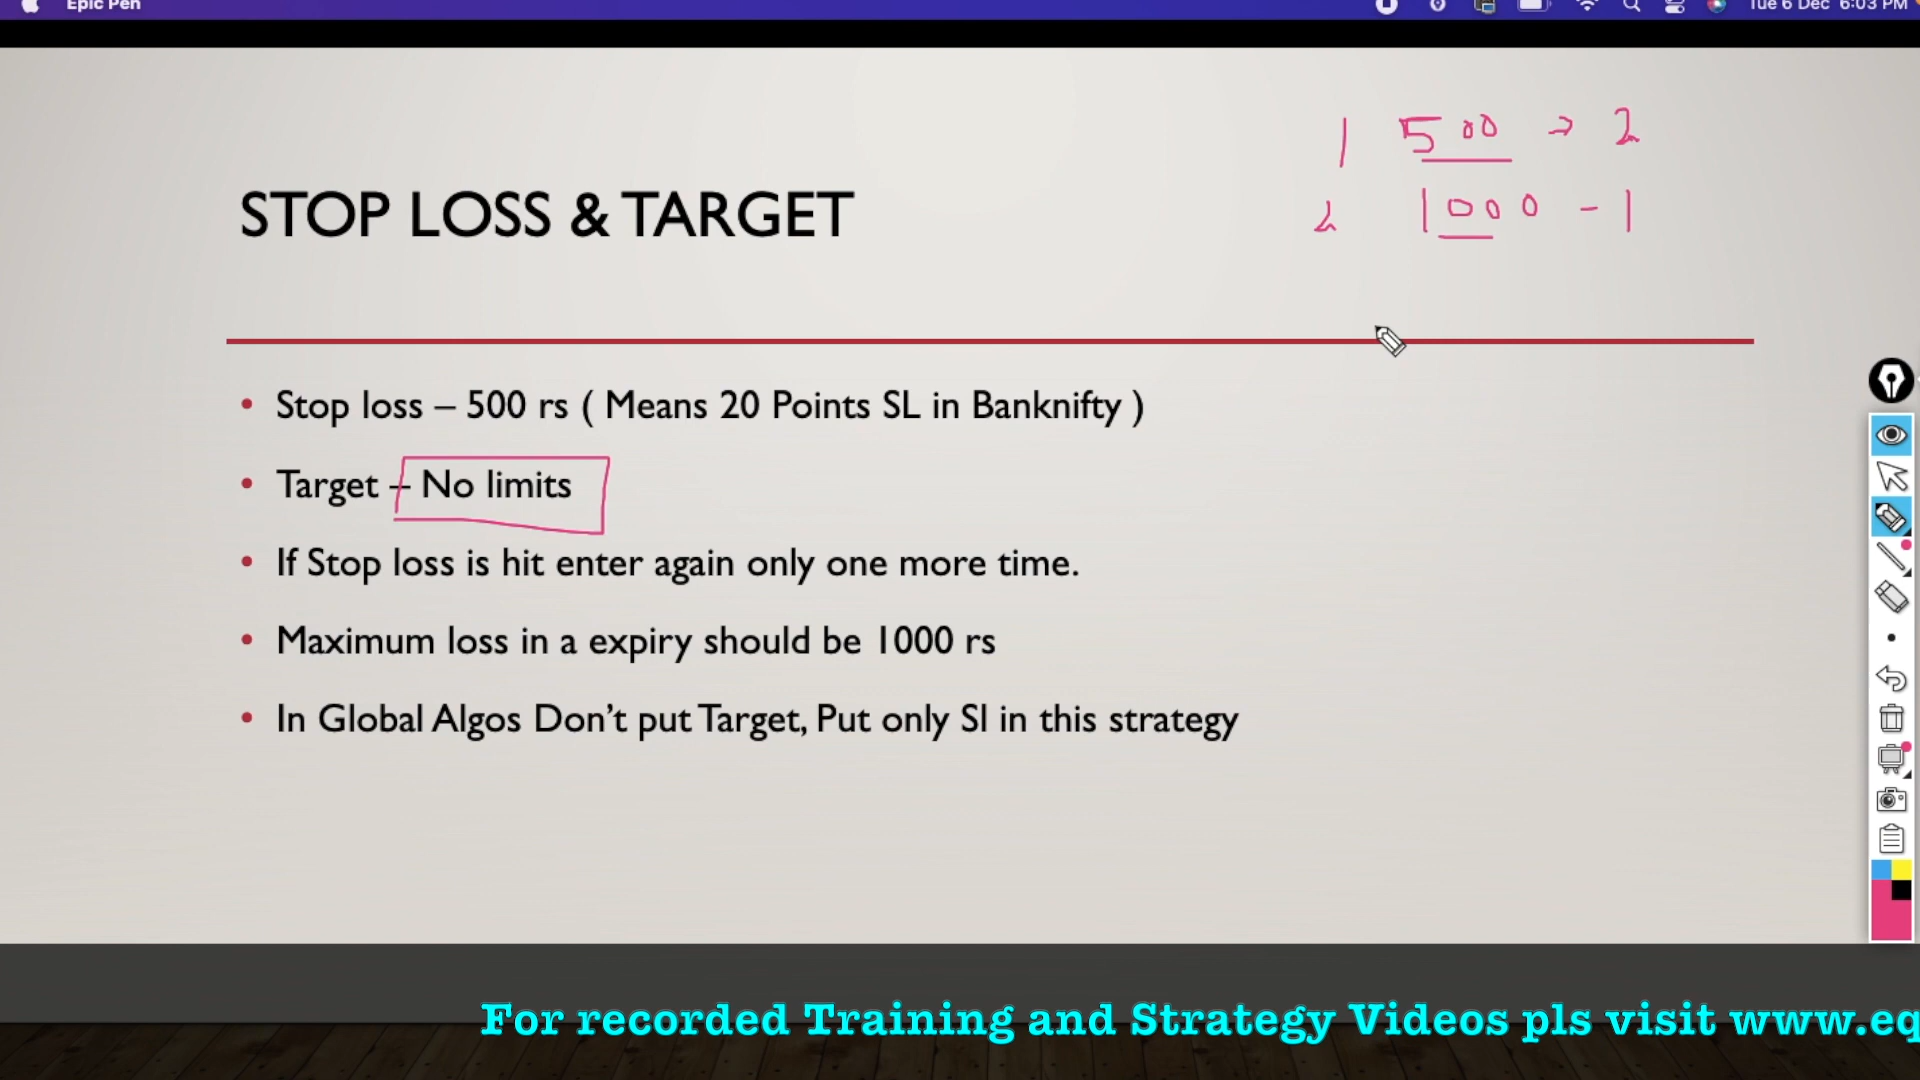 Epic Pen
Tue 6 Dec 6:03 PM
1 500 → 2
2 1000 - 1
STOP LOSS & TARGET
• Stop loss – 500 rs ( Means 20 Points SL in Banknifty )
• Target – No limits
• If Stop loss is hit enter again only one more time.
• Maximum loss in a expiry should be 1000 rs
• In Global Algos Don't put Target, Put only Sl in this strategy
For recorded Training and Strategy Videos pls visit www.eq